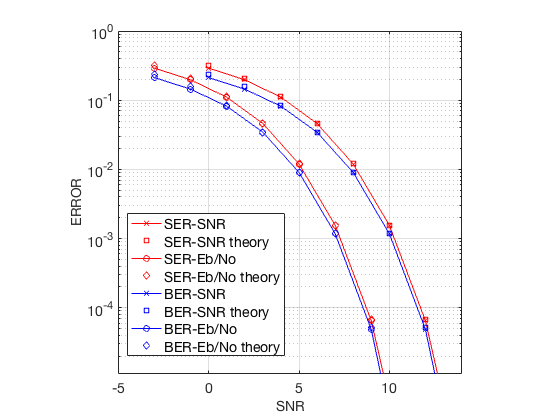 10^0
10^-1
10^-2
10^-3
10^-4
ERROR
SER-SNR
SER-SNR theory
SER-Eb/No
SER-Eb/No theory
BER-SNR
BER-SNR theory
BER-Eb/No
BER-Eb/No theory
-5 0 5 10
SNR